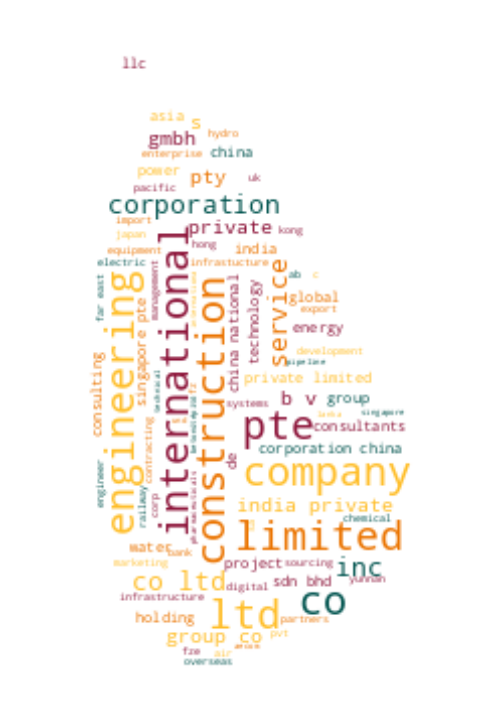 llc
asia
s
gmbh
hydro
enterprise
china
power
pty
uk
pacific
corporation
import
private
kong
japan
hong
equipment
india
infrastucture
electric
international
far east
management
engineering
singapore pte
construction
china national
technology
service
ab
c
global
export
energy
development
pipeline
private limited
consulting
technical
systems
b v
group
singapore
pte
consultants
contracting
de
corporation china
company
engineer
railway
corp
pharmaceuticals
india private
chemical
limited
water
bank
marketing
project
sourcing
inc
yunnan
co ltd
digital
sdn bhd
infrastructure
co
holding
ltd
partners
group co
pvt
fze
air
overseas